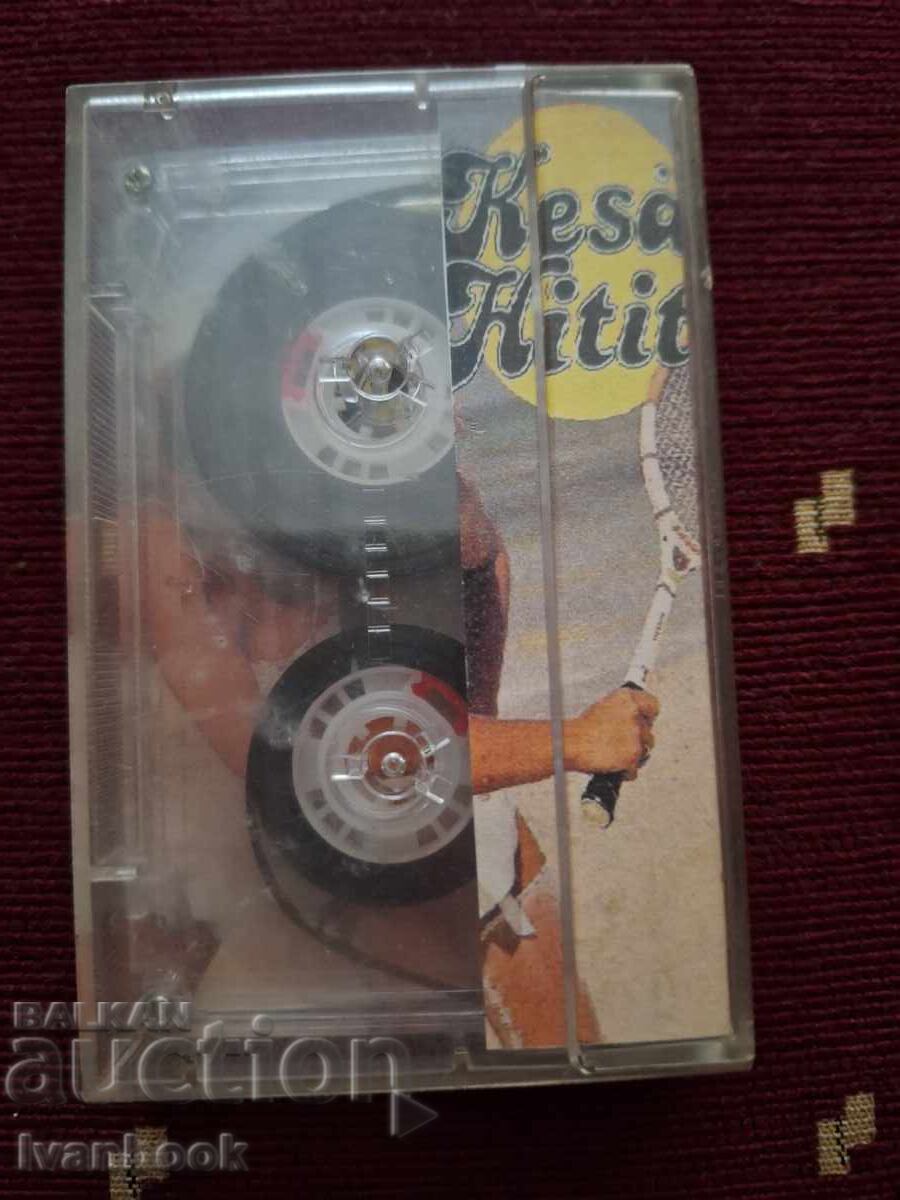 Kesä
Hitit
BALKAN
auction
Ivanbook